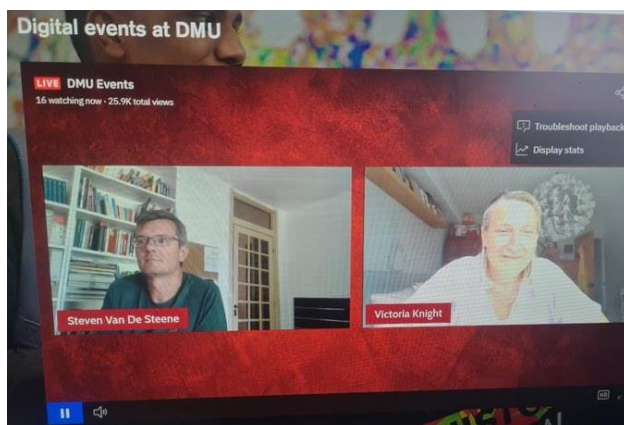 Digital events at DMU
LIVE DMU Events
16 watching now · 25.9K total views
Troubleshoot playback
Display stats
Steven Van De Steene
Victoria Knight
HD